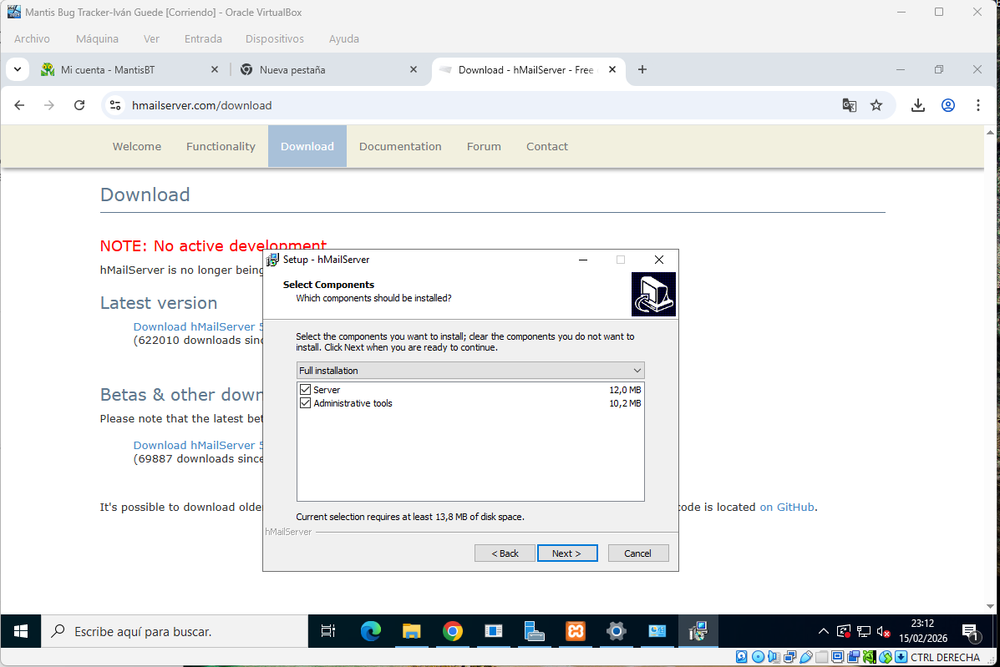 Mantis Bug Tracker-Iván Guede [Corriendo] - Oracle VirtualBox
Archivo Máquina Ver Entrada Dispositivos Ayuda
Mi cuenta - MantisBT
Nueva pestaña
Download - hMailServer - Free
hmailserver.com/download
Welcome Functionality Download Documentation Forum Contact
Download
NOTE: No active development
hMailServer is no longer being
Latest version
Download hMailServer 5
(622010 downloads sinc
Betas & other down
Please note that the latest bet
Download hMailServer 5
(69887 downloads since
It's possible to download olde
code is located on GitHub.
Setup - hMailServer
Select Components
Which components should be installed?
Select the components you want to install; clear the components you do not want to
install. Click Next when you are ready to continue.
Full installation
Server 12,0 MB
Administrative tools 10,2 MB
Current selection requires at least 13,8 MB of disk space.
hMailServer
< Back Next > Cancel
Escribe aquí para buscar.
23:12
15/02/2026
1
CTRL DERECHA